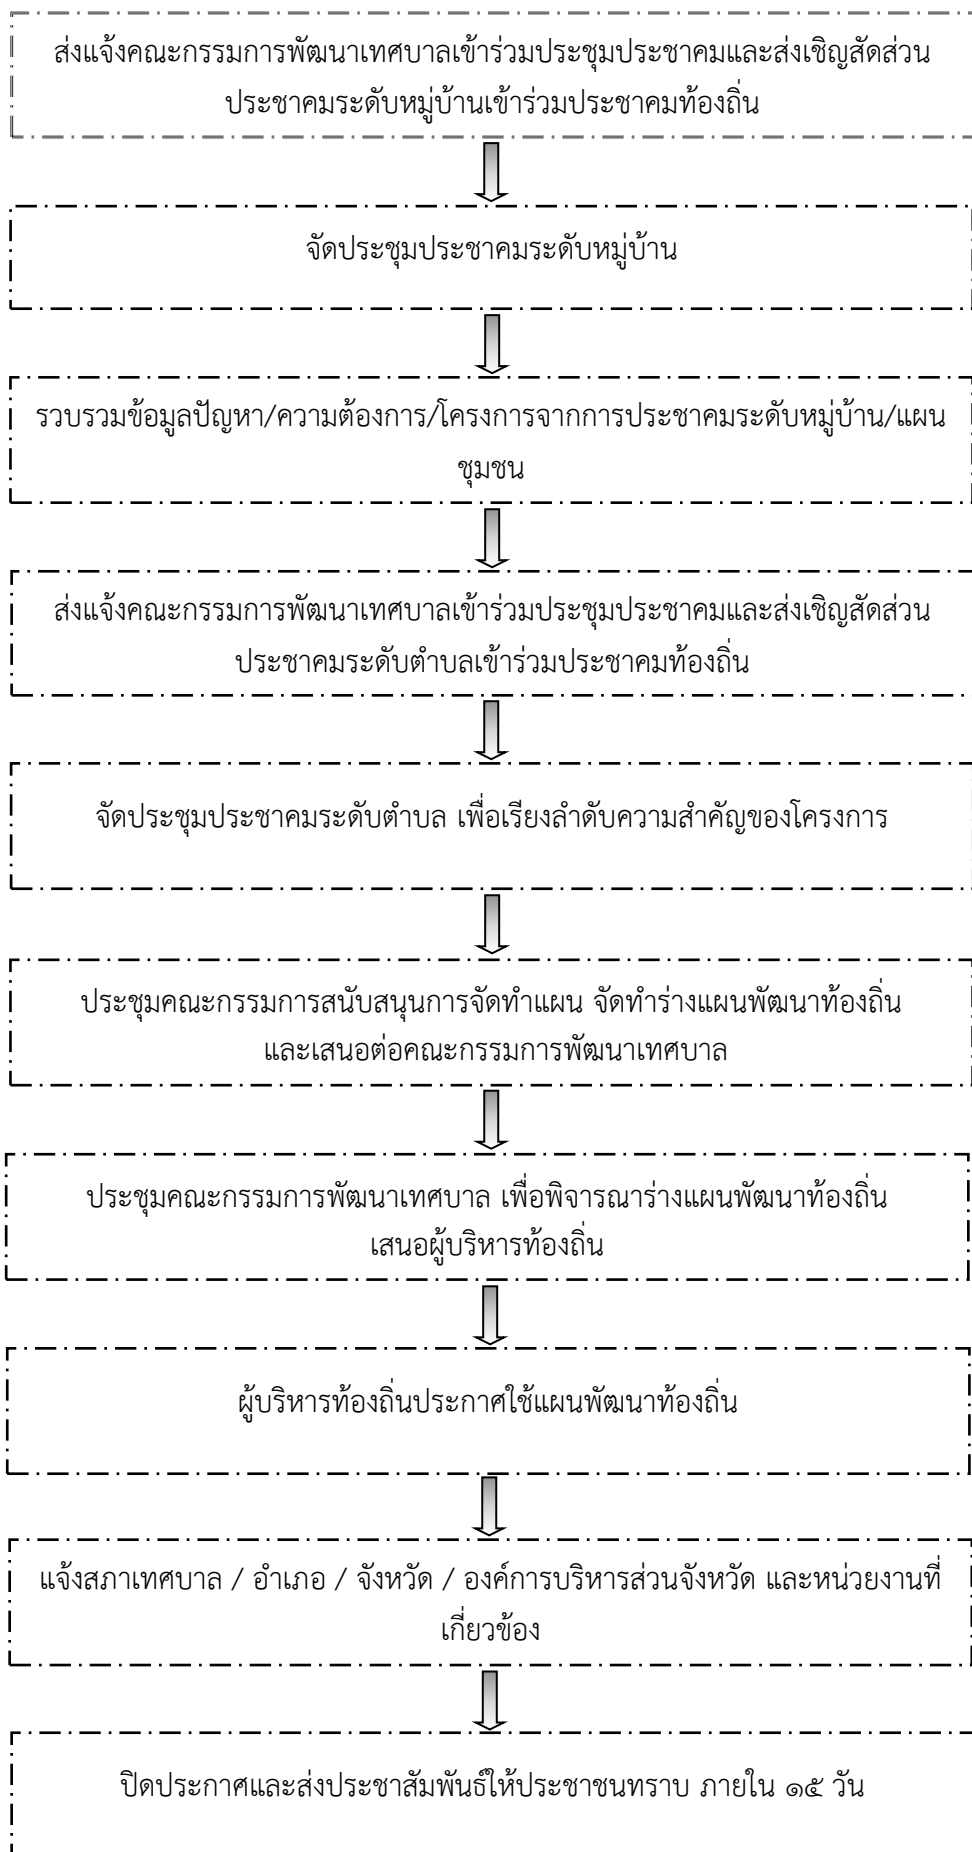 ส่งแจ้งคณะกรรมการพัฒนาเทศบาลเข้าร่วมประชุมประชาคมและส่งเชิญสัดส่วน
ประชาคมระดับหมู่บ้านเข้าร่วมประชาคมท้องถิ่น
จัดประชุมประชาคมระดับหมู่บ้าน
รวบรวมข้อมูลปัญหา/ความต้องการ/โครงการจากการประชาคมระดับหมู่บ้าน/แผน
ชุมชน
ส่งแจ้งคณะกรรมการพัฒนาเทศบาลเข้าร่วมประชุมประชาคมและส่งเชิญสัดส่วน
ประชาคมระดับตำบลเข้าร่วมประชาคมท้องถิ่น
จัดประชุมประชาคมระดับตำบล เพื่อเรียงลำดับความสำคัญของโครงการ
ประชุมคณะกรรมการสนับสนุนการจัดทำแผน จัดทำร่างแผนพัฒนาท้องถิ่น
และเสนอต่อคณะกรรมการพัฒนาเทศบาล
ประชุมคณะกรรมการพัฒนาเทศบาล เพื่อพิจารณาร่างแผนพัฒนาท้องถิ่น
เสนอผู้บริหารท้องถิ่น
ผู้บริหารท้องถิ่นประกาศใช้แผนพัฒนาท้องถิ่น
แจ้งสภาเทศบาล / อำเภอ / จังหวัด / องค์การบริหารส่วนจังหวัด และหน่วยงานที่
เกี่ยวข้อง
ปิดประกาศและส่งประชาสัมพันธ์ให้ประชาชนทราบ ภายใน ๑๕ วัน